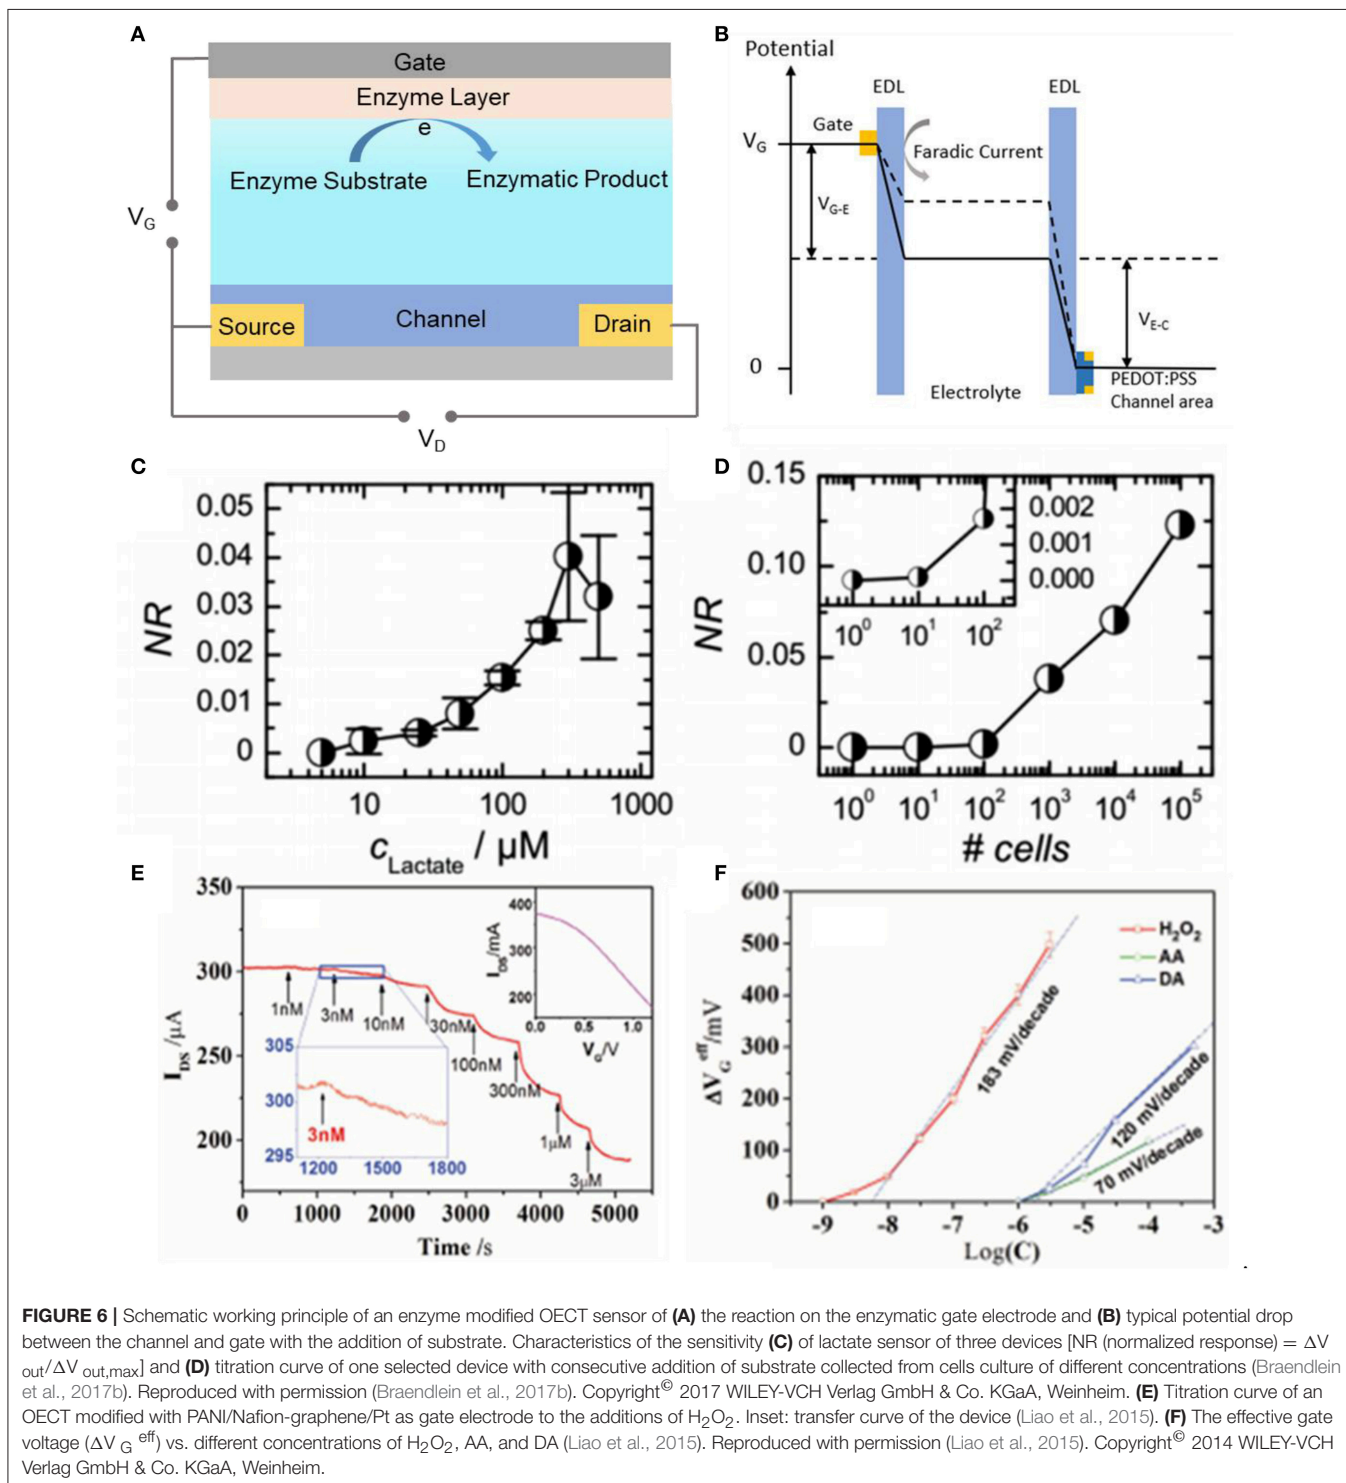 A
Gate
Enzyme Layer
e
Enzyme Substrate
Enzymatic Product
V_G
Source
Channel
Drain
V_D
B
Potential
EDL
EDL
Gate
V_G
Faradic Current
V_G-E
V_E-C
0
PEDOT:PSS
Electrolyte
Channel area
C
0.05
0.04
0.03
0.02
0.01
0
NR
10
100
1000
c_Lactate / µM
D
0.15
0.10
0.05
0
NR
0.002
0.001
0.000
10^0
10^1
10^2
10^0
10^1
10^2
10^3
10^4
10^5
# cells
E
350
300
250
200
I_DS /µA
1nM
3nM
10nM
30nM
100nM
300nM
1µM
3µM
400
300
200
I_DS/mA
0.0
1.0
V_G/V
305
300
295
3nM
1200
1500
1800
0
1000
2000
3000
4000
5000
Time /s
F
600
500
400
300
200
100
0
ΔV_G^eff/mV
H₂O₂
AA
DA
183 mV/decade
120 mV/decade
70 mV/decade
-9
-8
-7
-6
-5
-4
-3
Log(C)
FIGURE 6 | Schematic working principle of an enzyme modified OECT sensor of (A) the reaction on the enzymatic gate electrode and (B) typical potential drop
between the channel and gate with the addition of substrate. Characteristics of the sensitivity (C) of lactate sensor of three devices [NR (normalized response) = ΔV
out/ΔV out,max] and (D) titration curve of one selected device with consecutive addition of substrate collected from cells culture of different concentrations (Braendlein
et al., 2017b). Reproduced with permission (Braendlein et al., 2017b). Copyright© 2017 WILEY-VCH Verlag GmbH & Co. KGaA, Weinheim. (E) Titration curve of an
OECT modified with PANI/Nafion-graphene/Pt as gate electrode to the additions of H₂O₂. Inset: transfer curve of the device (Liao et al., 2015). (F) The effective gate
voltage (ΔV G eff) vs. different concentrations of H₂O₂, AA, and DA (Liao et al., 2015). Reproduced with permission (Liao et al., 2015). Copyright© 2014 WILEY-VCH
Verlag GmbH & Co. KGaA, Weinheim.